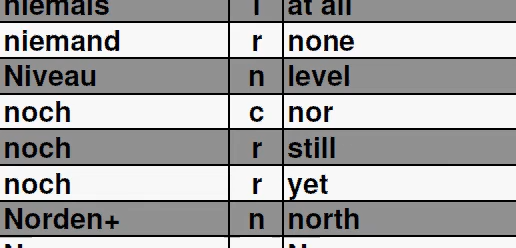 niemals at all
niemand r none
Niveau n level
noch c nor
noch r still
noch r yet
Norden+ n north